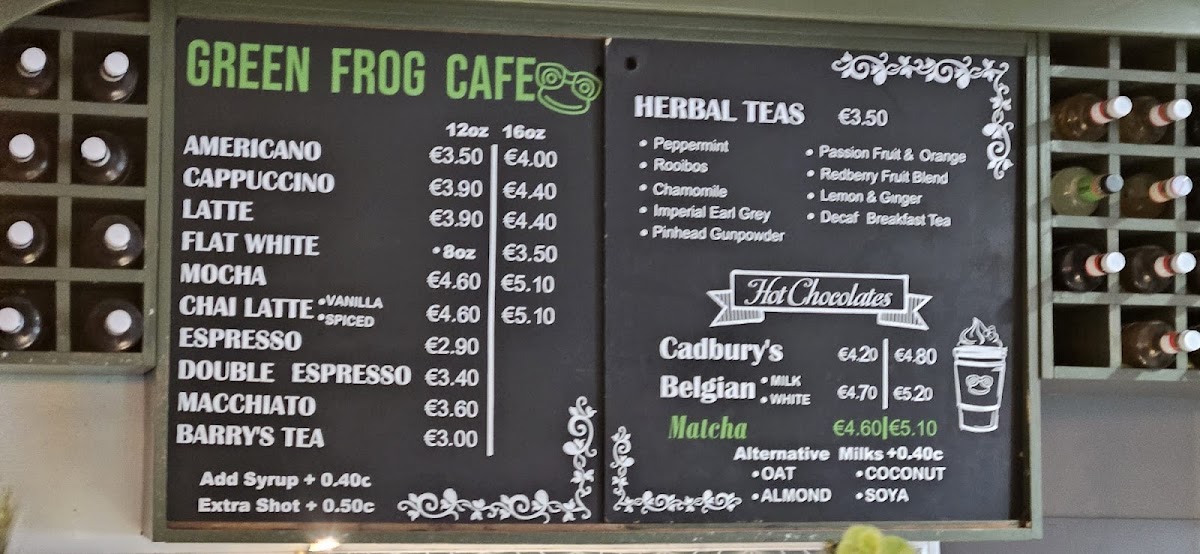 GREEN FROG CAFE
12oz 16oz
AMERICANO €3.50 €4.00
CAPPUCCINO €3.90 €4.40
LATTE €3.90 €4.40
FLAT WHITE •8oz €3.50
MOCHA €4.60 €5.10
CHAI LATTE •VANILLA •SPICED €4.60 €5.10
ESPRESSO €2.90
DOUBLE ESPRESSO €3.40
MACCHIATO €3.60
BARRY'S TEA €3.00
Add Syrup + 0.40c
Extra Shot + 0.50c
HERBAL TEAS €3.50
• Peppermint
• Rooibos
• Chamomile
• Imperial Earl Grey
• Pinhead Gunpowder
• Passion Fruit & Orange
• Redberry Fruit Blend
• Lemon & Ginger
• Decaf Breakfast Tea
Hot Chocolates
Cadbury's €4.20 €4.80
Belgian •MILK •WHITE €4.70 €5.20
Matcha €4.60 €5.10
Alternative Milks +0.40c
•OAT •COCONUT
•ALMOND •SOYA